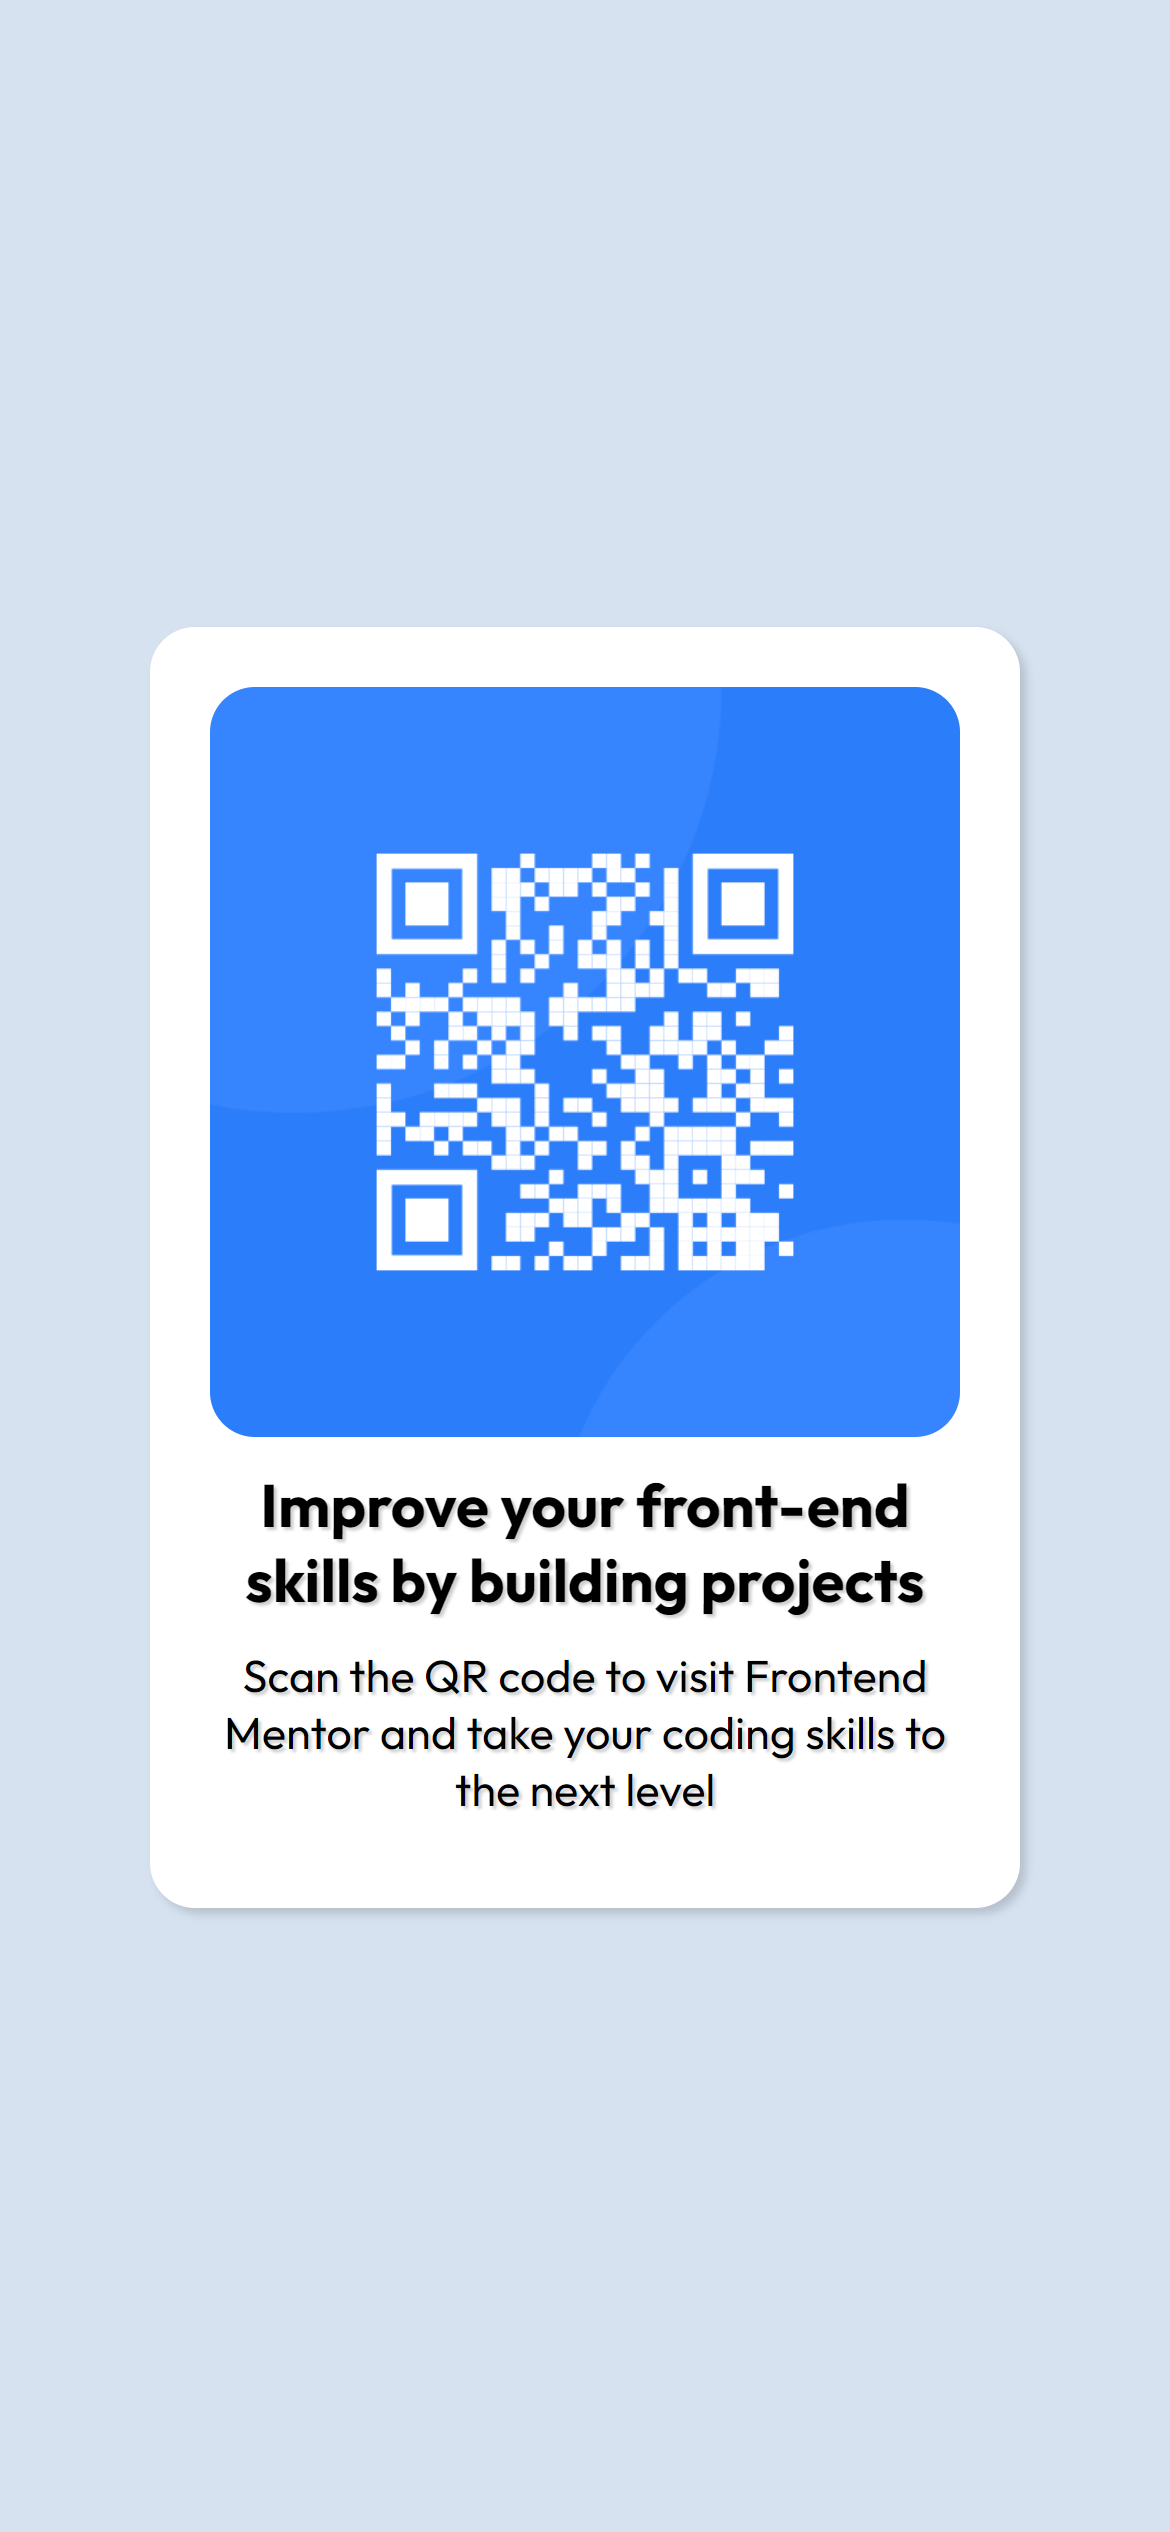 Improve your front-end
skills by building projects
Scan the QR code to visit Frontend
Mentor and take your coding skills to
the next level